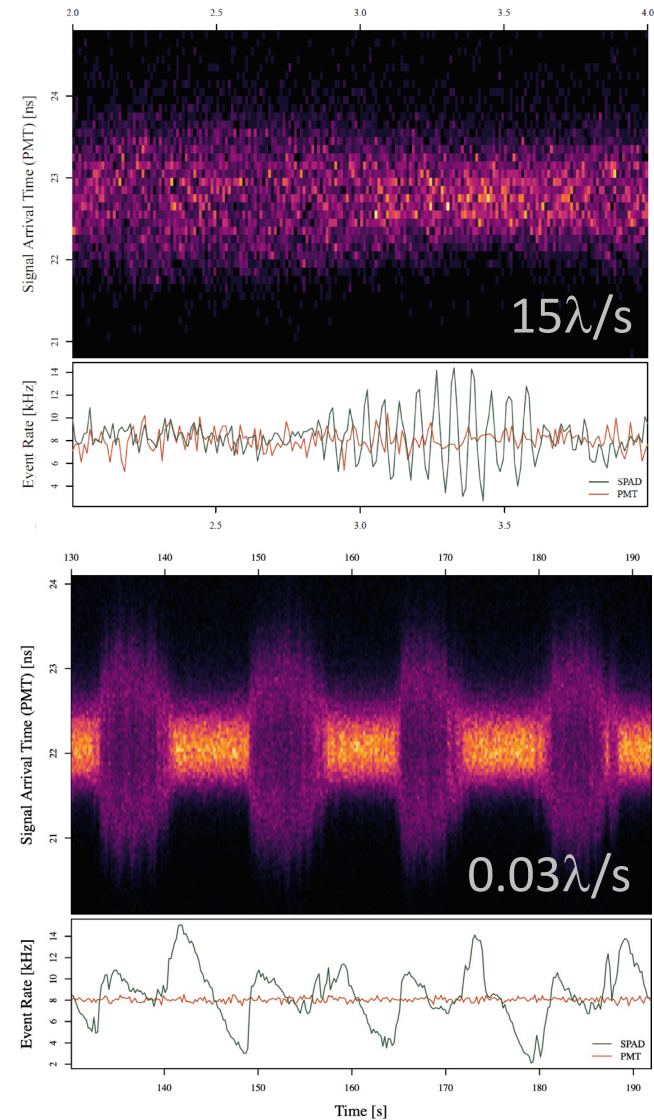 2.0 2.5 3.0 3.5 4.0
Signal Arrival Time (PMT) [ns]
24
23
22
21
15λ/s
Event Rate [kHz]
14
12
10
8
6
4
SPAD
PMT
2.5 3.0 3.5
130 140 150 160 170 180 190
Signal Arrival Time (PMT) [ns]
24
23
22
21
0.03λ/s
Event Rate [kHz]
14
12
10
8
6
4
2
SPAD
PMT
140 150 160 170 180 190
Time [s]